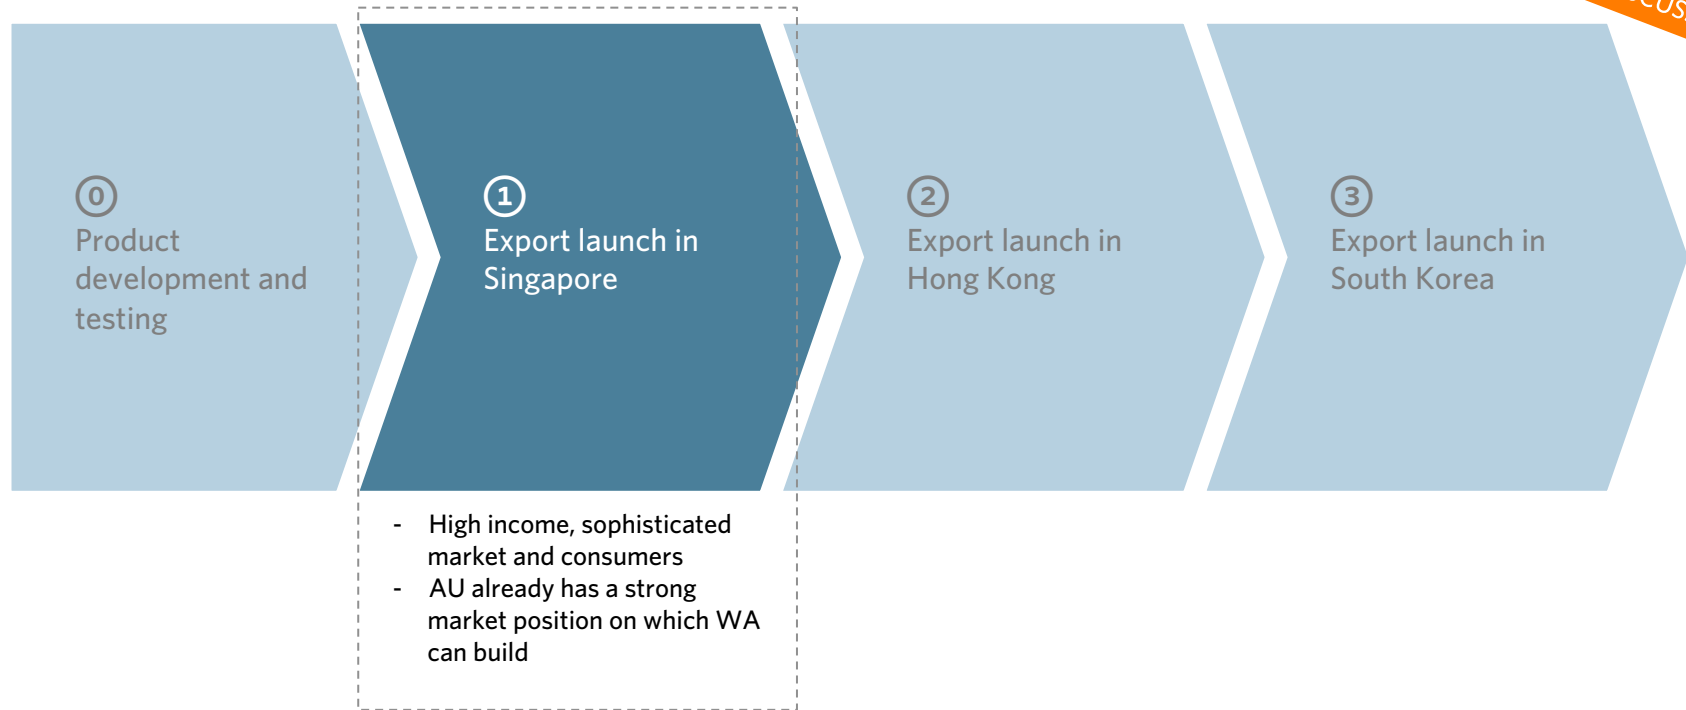 0
Product
development and
testing
1
Export launch in
Singapore
2
Export launch in
Hong Kong
3
Export launch in
South Korea
- High income, sophisticated
market and consumers
- AU already has a strong
market position on which WA
can build